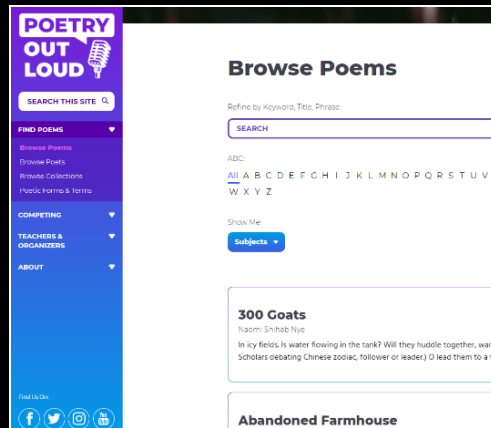 POETRY
OUT
LOUD
SEARCH THIS SITE
FIND POEMS
Browse Poems
Browse Poets
Browse Collections
Poetic Forms & Terms
COMPETING
TEACHERS &
ORGANIZERS
ABOUT
Find Us On:
Browse Poems
Refine by Keyword, Title, Phrase:
SEARCH
ABC:
All A B C D E F G H I J K L M N O P Q R S T U V
W X Y Z
Show Me:
Subjects
300 Goats
Naomi Shihab Nye
In icy fields. Is water flowing in the tank? Will they huddle together, war
Scholars debating Chinese zodiac, follower or leader.) O lead them to a
Abandoned Farmhouse